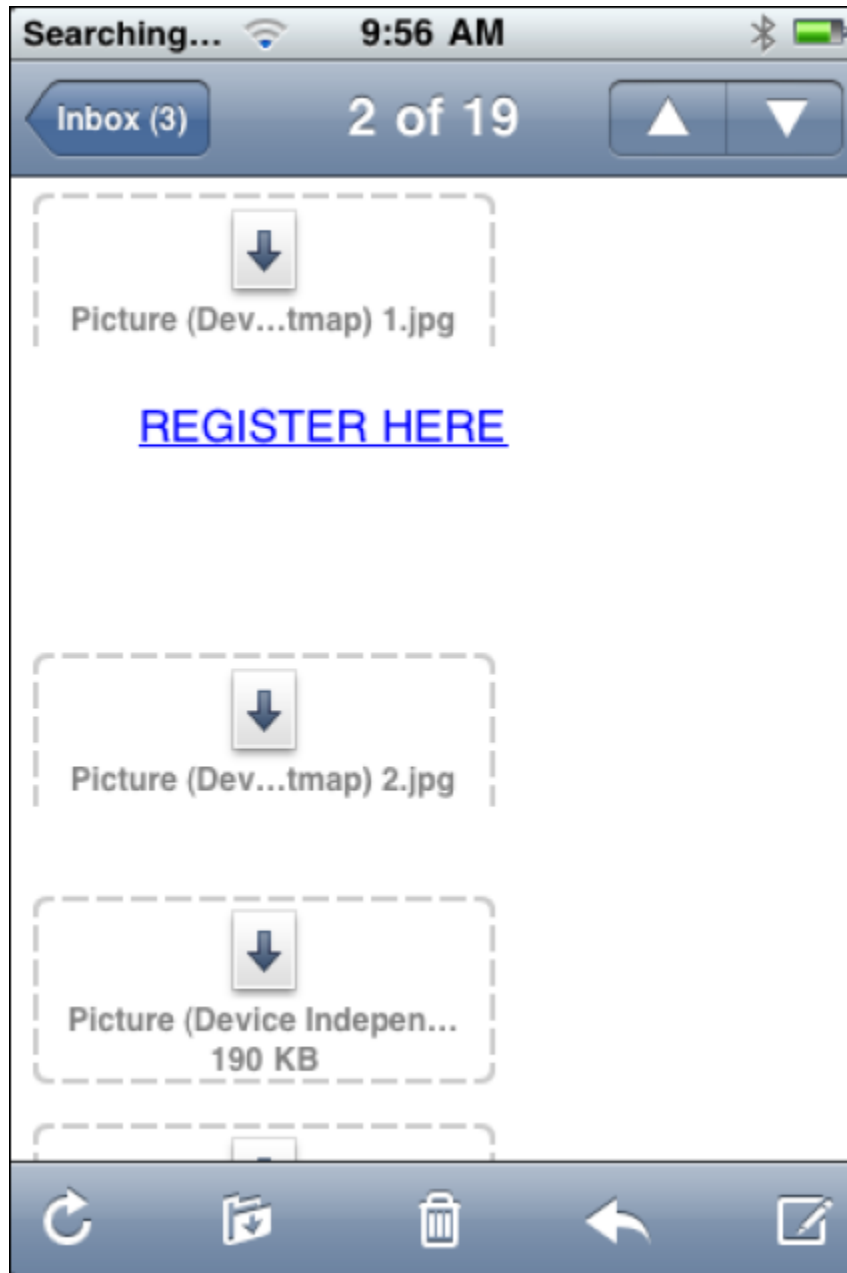 Searching... 9:56 AM
Inbox (3) 2 of 19
Picture (Dev...tmap) 1.jpg
REGISTER HERE
Picture (Dev...tmap) 2.jpg
Picture (Device Indepen...
190 KB